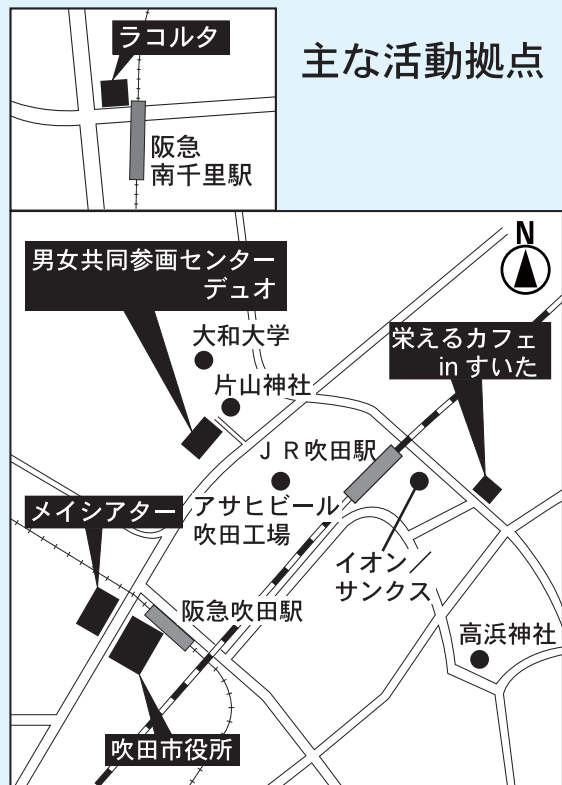 ラコルタ
主な活動拠点
阪急
南千里駅
N
男女共同参画センター
デュオ
大和大学
栄えるカフェ
in すいた
片山神社
ＪＲ吹田駅
メイシアター
アサヒビール
吹田工場
イオン／
サンクス
阪急吹田駅
高浜神社
吹田市役所